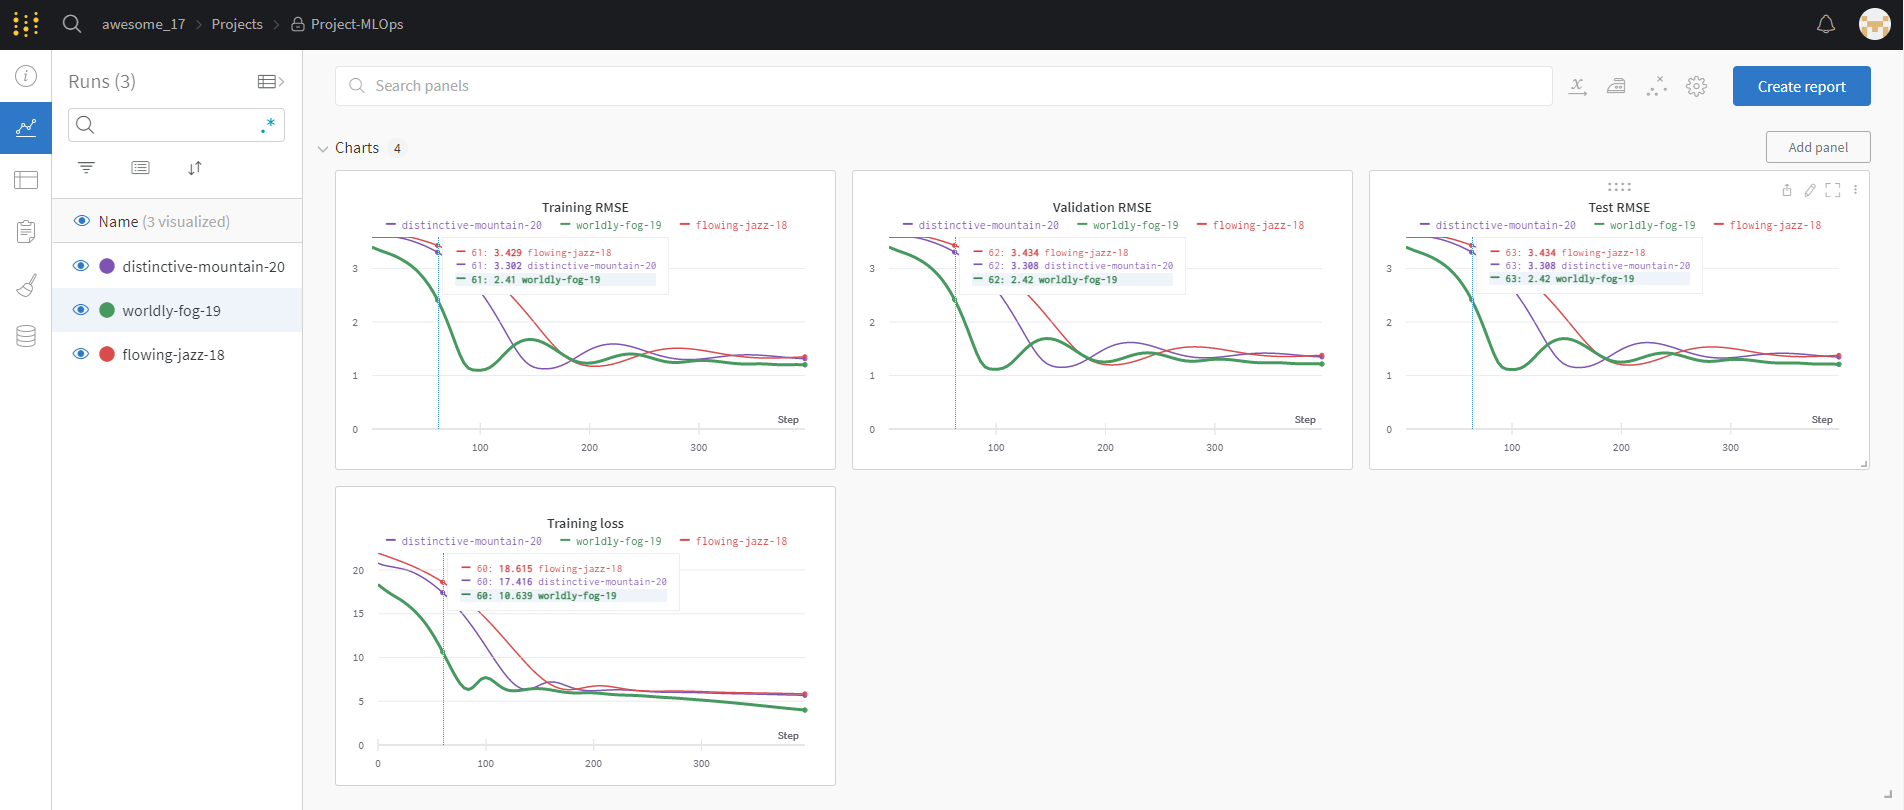 awesome_17 > Projects > Project-MLOps
Runs (3)
.*
Name (3 visualized)
distinctive-mountain-20
worldly-fog-19
flowing-jazz-18
Search panels
Create report
Charts 4
Add panel
Training RMSE
distinctive-mountain-20 worldly-fog-19 flowing-jazz-18
61: 3.429 flowing-jazz-18
61: 3.302 distinctive-mountain-20
61: 2.41 worldly-fog-19
3
2
1
0
Step
100 200 300
Validation RMSE
distinctive-mountain-20 worldly-fog-19 flowing-jazz-18
62: 3.434 flowing-jazz-18
62: 3.308 distinctive-mountain-20
62: 2.42 worldly-fog-19
3
2
1
0
Step
100 200 300
Test RMSE
distinctive-mountain-20 worldly-fog-19 flowing-jazz-18
63: 3.434 flowing-jazz-18
63: 3.308 distinctive-mountain-20
63: 2.42 worldly-fog-19
3
2
1
0
Step
100 200 300
Training loss
distinctive-mountain-20 worldly-fog-19 flowing-jazz-18
60: 18.615 flowing-jazz-18
60: 17.416 distinctive-mountain-20
60: 10.639 worldly-fog-19
20
15
10
5
0
Step
0 100 200 300